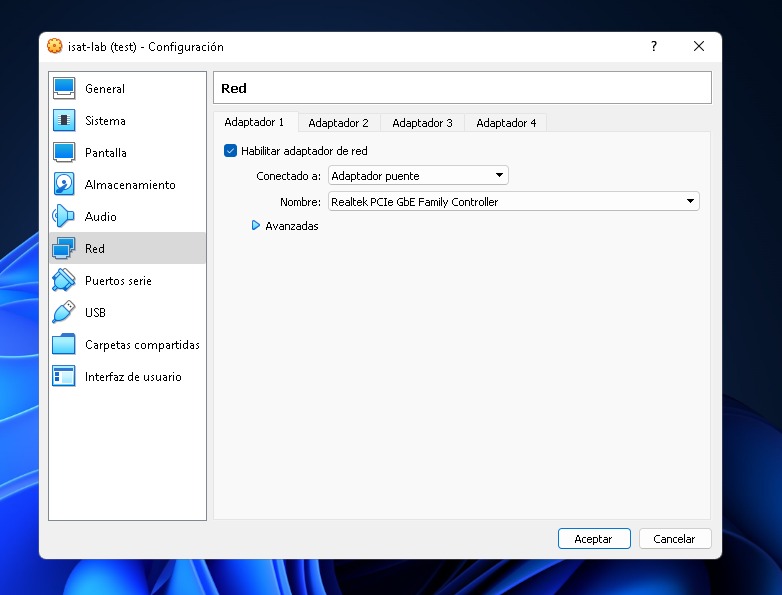 isat-lab (test) - Configuración
?
General
Sistema
Pantalla
Almacenamiento
Audio
Red
Puertos serie
USB
Carpetas compartidas
Interfaz de usuario
Red
Adaptador 1 Adaptador 2 Adaptador 3 Adaptador 4
Habilitar adaptador de red
Conectado a: Adaptador puente
Nombre: Realtek PCIe GbE Family Controller
Avanzadas
Aceptar Cancelar